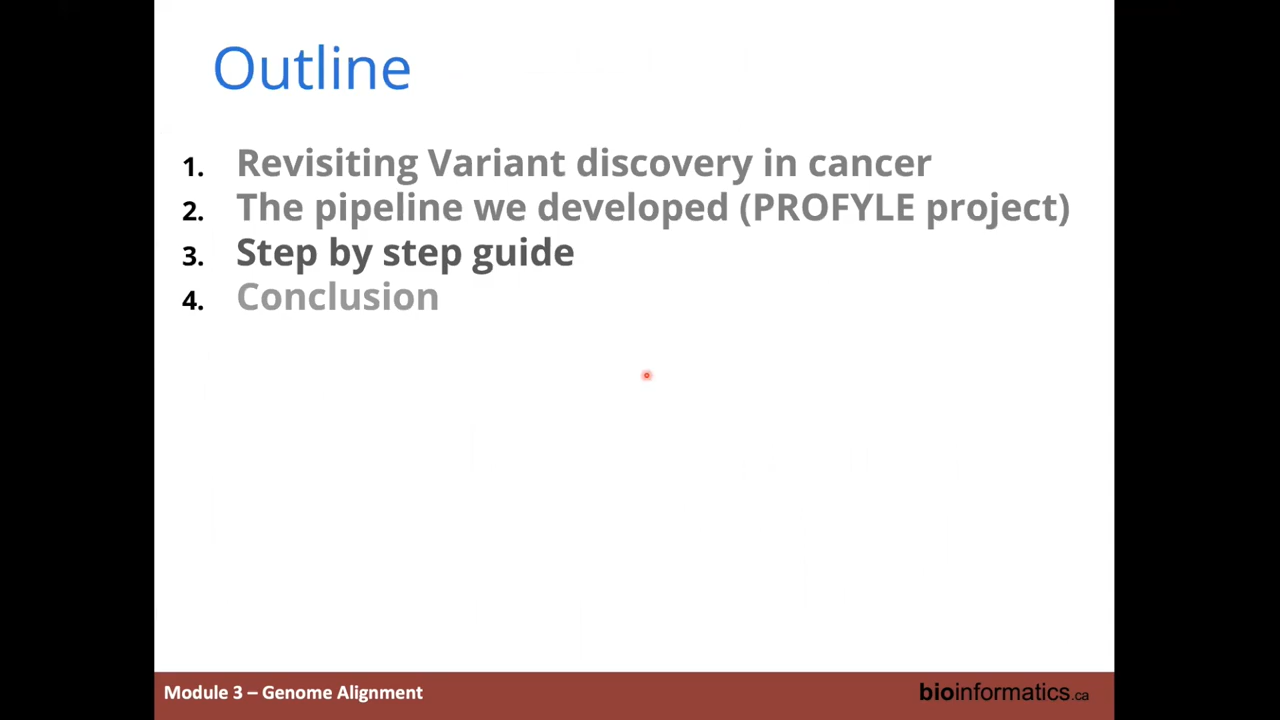 Outline
1. Revisiting Variant discovery in cancer
2. The pipeline we developed (PROFYLE project)
3. Step by step guide
4. Conclusion
Module 3 – Genome Alignment
bioinformatics.ca